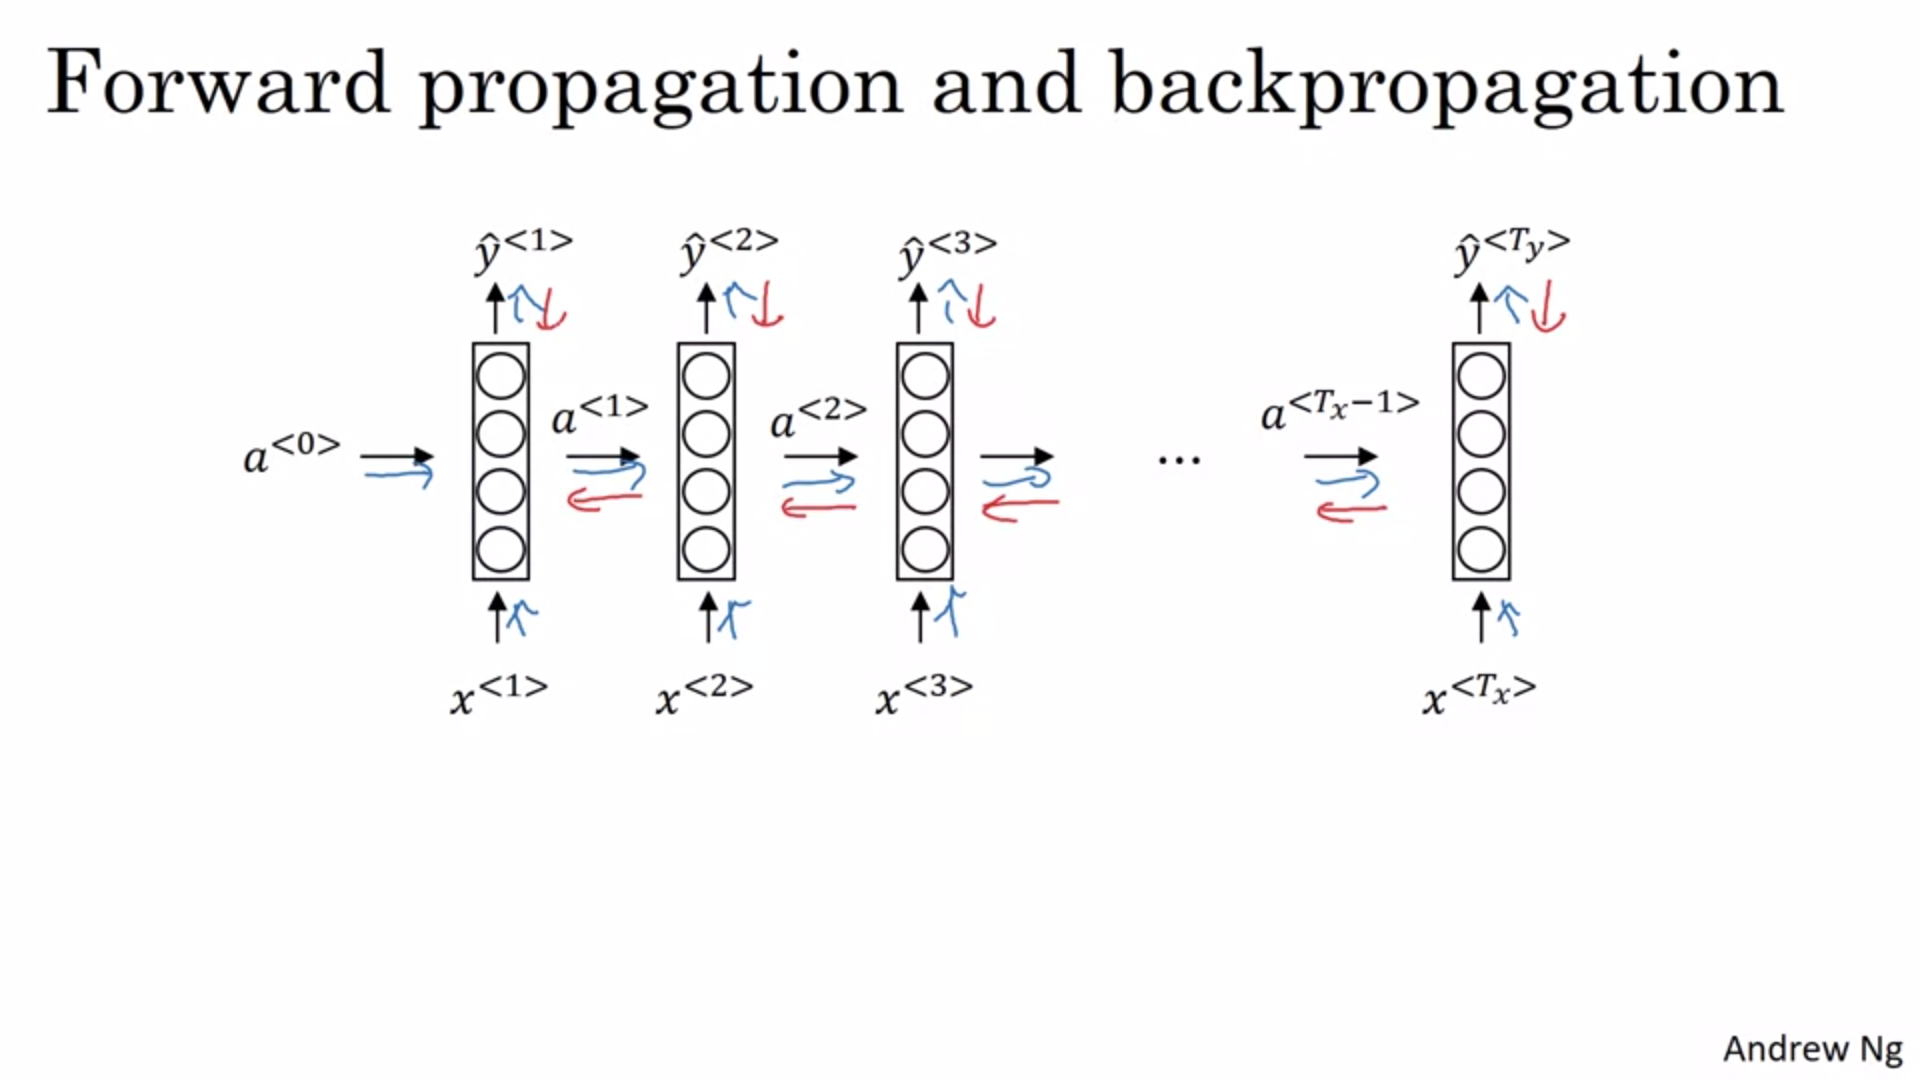 Forward propagation and backpropagation
ŷ<1> ŷ<2> ŷ<3> ŷ<Ty>
a<0> a<1> a<2> ... a<Tx−1>
x<1> x<2> x<3> x<Tx>
Andrew Ng